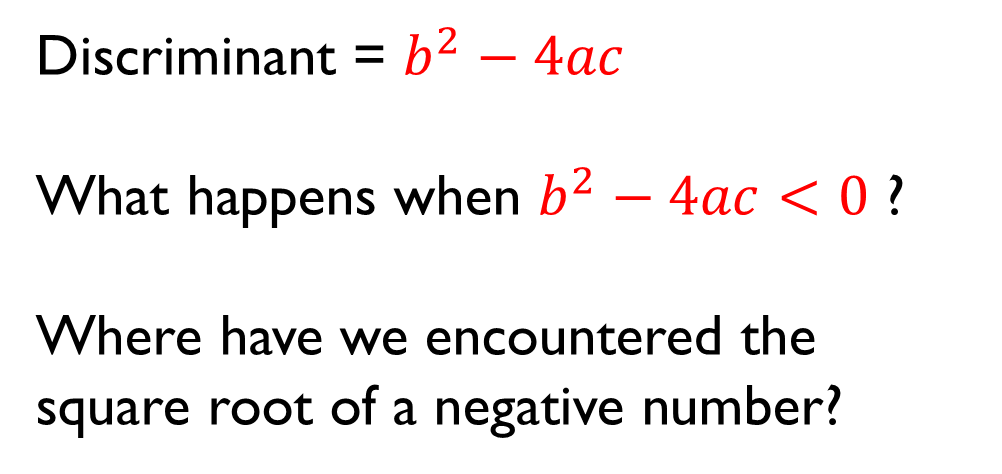 Discriminant = b² − 4ac
What happens when b² − 4ac < 0 ?
Where have we encountered the
square root of a negative number?